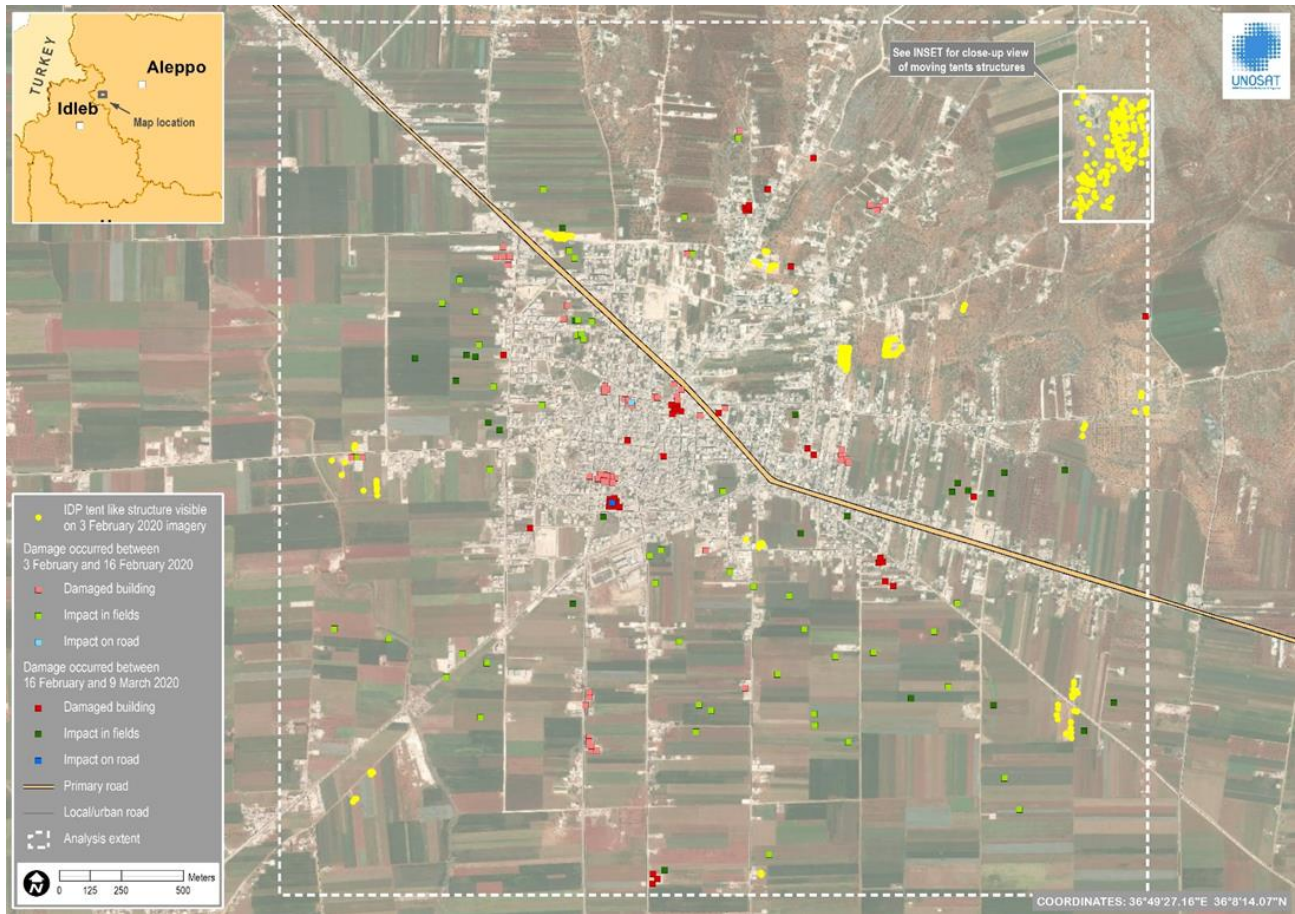 TURKEY
Aleppo
Idleb
Map location
See INSET for close-up view
of moving tents structures
UNOSAT
IDP tent like structure visible
on 3 February 2020 imagery
Damage occurred between
3 February and 16 February 2020
Damaged building
Impact in fields
Impact on road
Damage occurred between
16 February and 9 March 2020
Damaged building
Impact in fields
Impact on road
Primary road
Local/urban road
Analysis extent
N
0 125 250 500 Meters
COORDINATES: 36°49'27.16"E 36°8'14.07"N